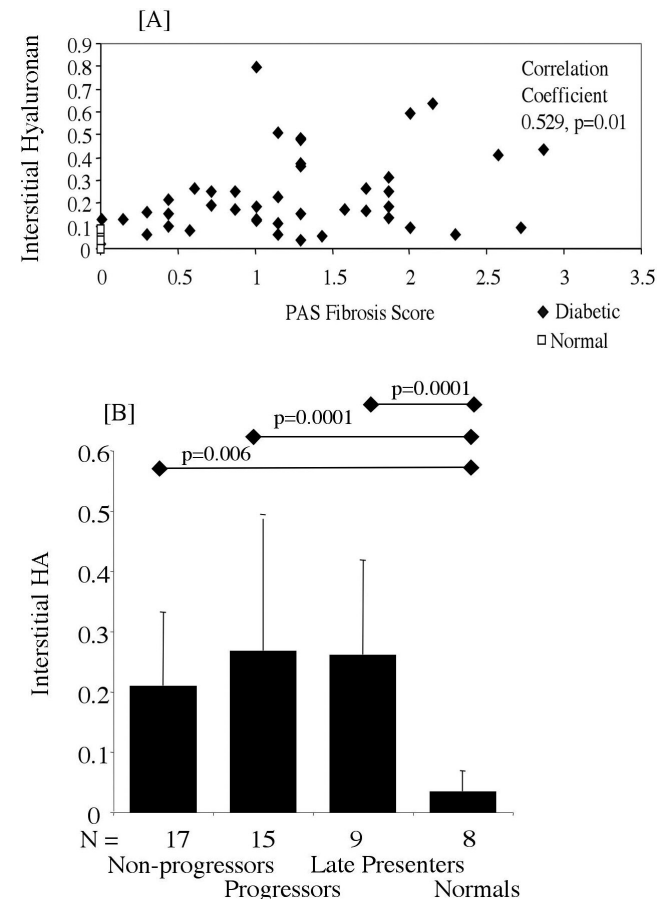 [A]
Interstitial Hyaluronan
0.9
0.8
0.7
0.6
0.5
0.4
0.3
0.2
0.1
0
Correlation
Coefficient
0.529, p=0.01
0 0.5 1 1.5 2 2.5 3 3.5
PAS Fibrosis Score
Diabetic
Normal
[B]
p=0.0001
p=0.0001
p=0.006
Interstitial HA
0.6
0.5
0.4
0.3
0.2
0.1
0
N = 17 15 9 8
Non-progressors Late Presenters
Progressors Normals